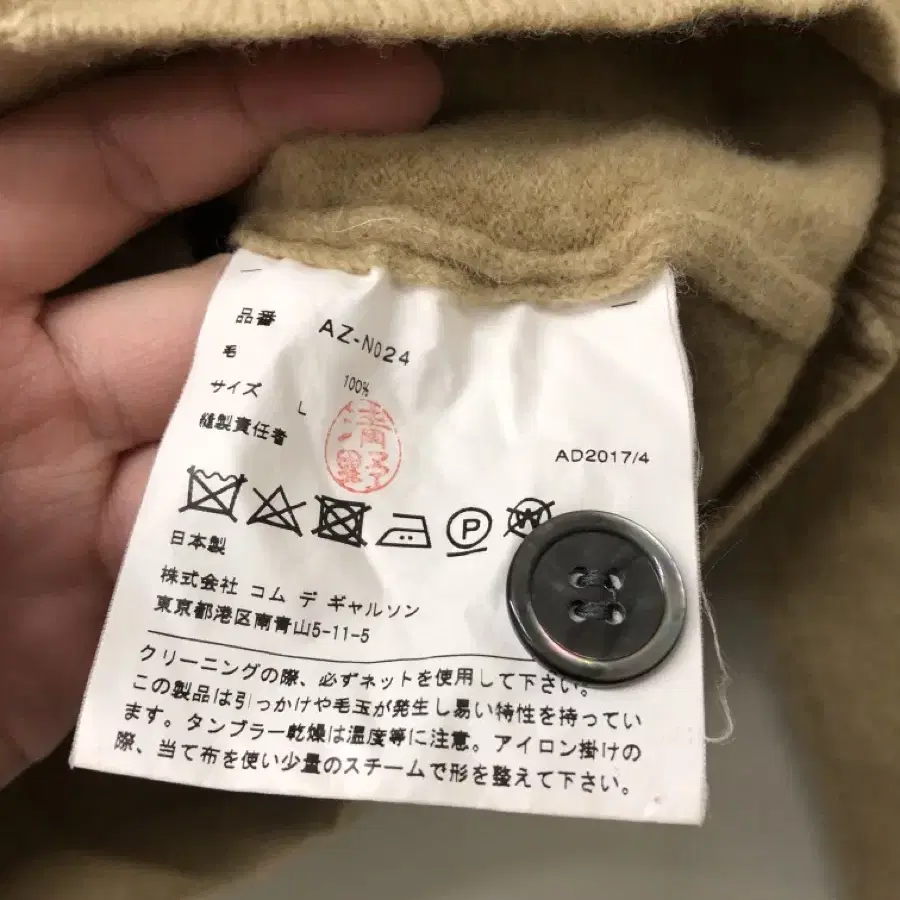 品番 AZ-N024
毛 100%
サイズ L
縫製責任者 清野
AD2017/4
P W
日本製
株式会社 コム デ ギャルソン
東京都港区南青山5-11-5
クリーニングの際、必ずネットを使用して下さい。
この製品は引っかけや毛玉が発生し易い特性を持ってい
ます。タンブラー乾燥は温度等に注意。アイロン掛けの
際、当て布を使い少量のスチームで形を整えて下さい。